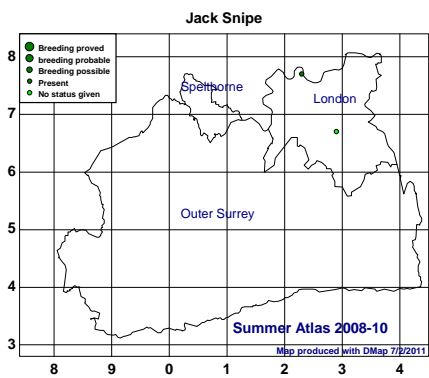 Jack Snipe
8
7
6
5
4
3
Breeding proved
breeding probable
Breeding possible
Present
No status given
Spelthorne
London
Outer Surrey
Summer Atlas 2008-10
Map produced with DMap 7/2/2011
8 9 0 1 2 3 4